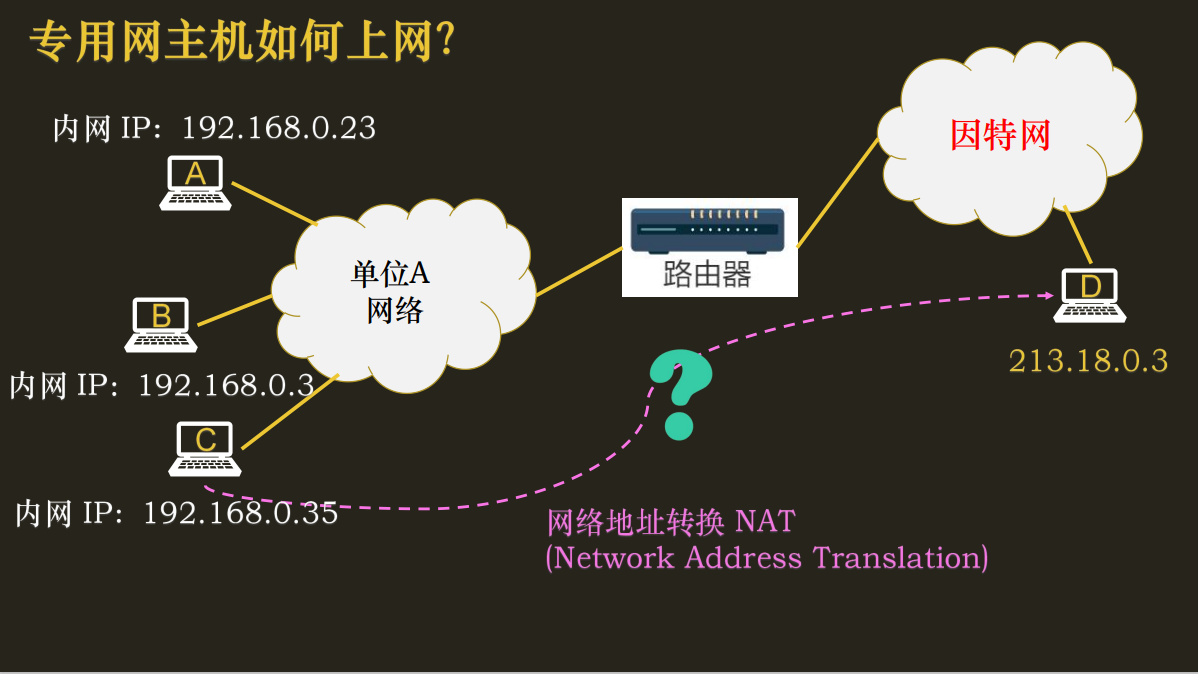 专用网主机如何上网？
内网 IP：192.168.0.23
A
因特网
单位A
网络
路由器
B
D
内网 IP：192.168.0.3
213.18.0.3
C
内网 IP：192.168.0.35
?
网络地址转换 NAT
(Network Address Translation)